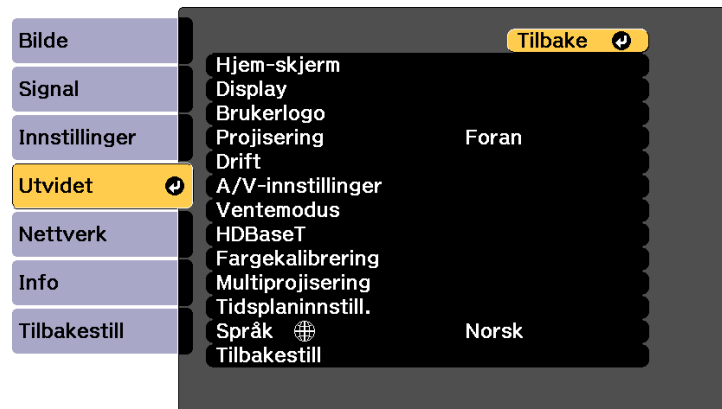 Bilde
Signal
Innstillinger
Utvidet
Nettverk
Info
Tilbakestill
Tilbake
Hjem-skjerm
Display
Brukerlogo
Projisering Foran
Drift
A/V-innstillinger
Ventemodus
HDBaseT
Fargekalibrering
Multiprojisering
Tidsplaninnstill.
Språk Norsk
Tilbakestill